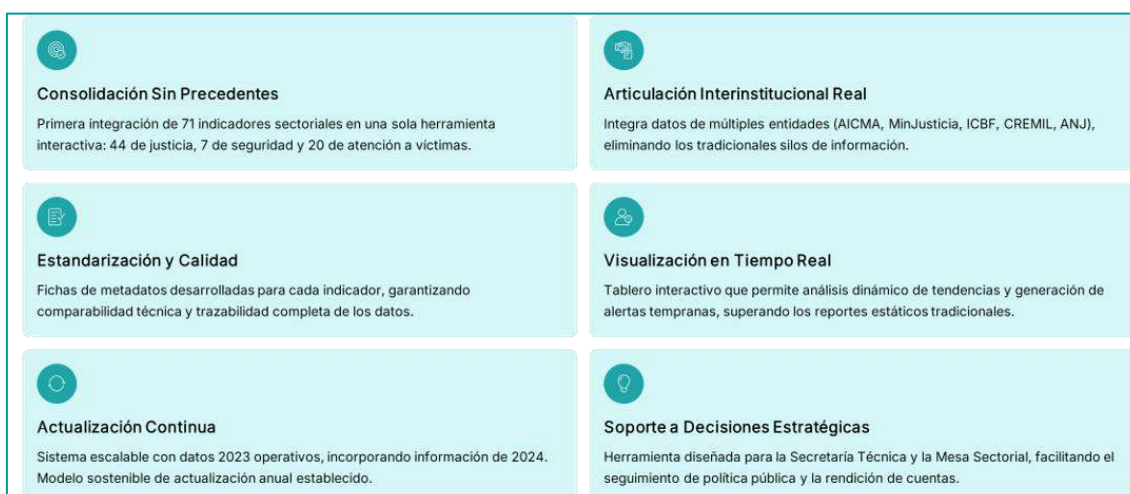 Consolidación Sin Precedentes
Primera integración de 71 indicadores sectoriales en una sola herramienta
interactiva: 44 de justicia, 7 de seguridad y 20 de atención a víctimas.
Articulación Interinstitucional Real
Integra datos de múltiples entidades (AICMA, MinJusticia, ICBF, CREMIL, ANJ),
eliminando los tradicionales silos de información.
Estandarización y Calidad
Fichas de metadatos desarrolladas para cada indicador, garantizando
comparabilidad técnica y trazabilidad completa de los datos.
Visualización en Tiempo Real
Tablero interactivo que permite análisis dinámico de tendencias y generación de
alertas tempranas, superando los reportes estáticos tradicionales.
Actualización Continua
Sistema escalable con datos 2023 operativos, incorporando información de 2024.
Modelo sostenible de actualización anual establecido.
Soporte a Decisiones Estratégicas
Herramienta diseñada para la Secretaría Técnica y la Mesa Sectorial, facilitando el
seguimiento de política pública y la rendición de cuentas.